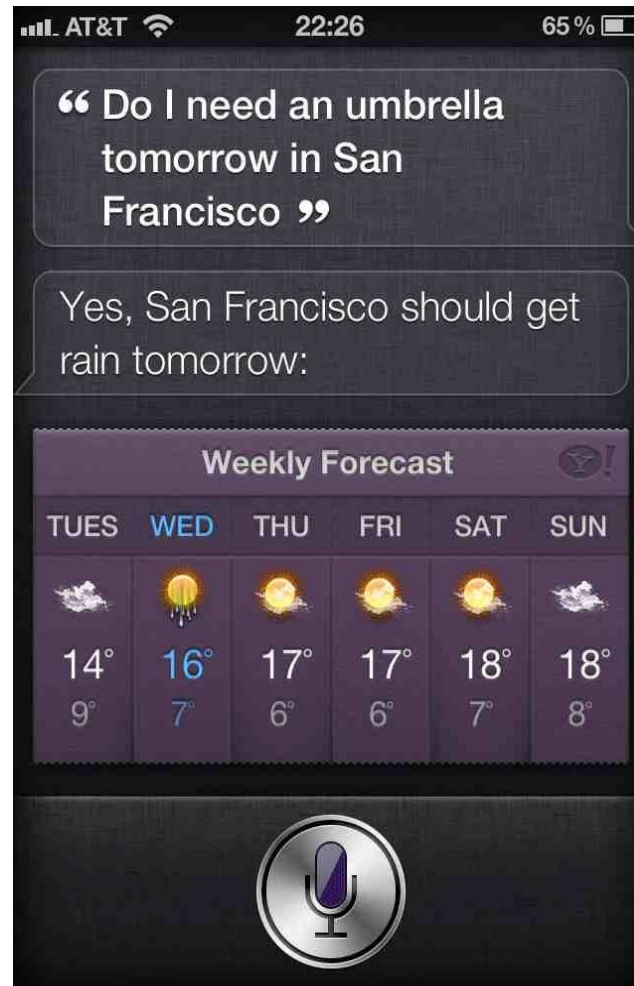 AT&T 22:26 65%
“ Do I need an umbrella
tomorrow in San
Francisco ”
Yes, San Francisco should get
rain tomorrow:
Weekly Forecast Y!
TUES WED THU FRI SAT SUN
14° 16° 17° 17° 18° 18°
9° 7° 6° 6° 7° 8°